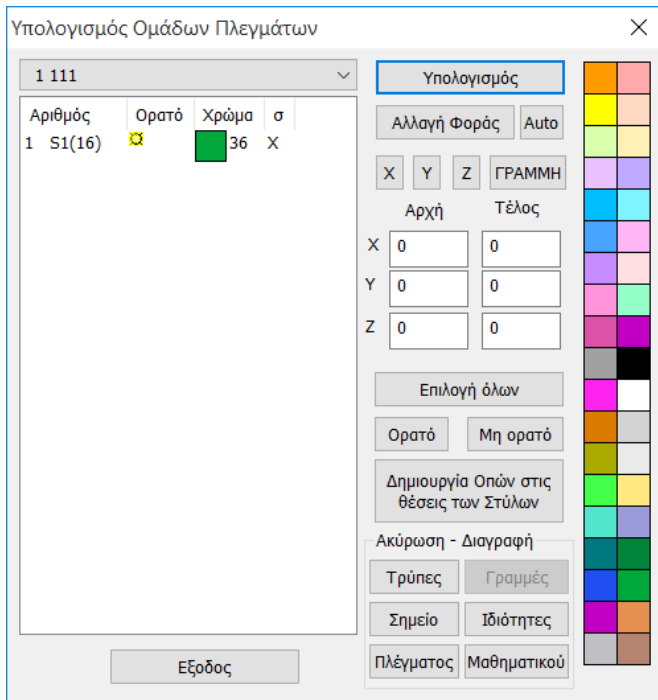 Υπολογισμός Ομάδων Πλεγμάτων
1 111
Αριθμός Ορατό Χρώμα σ
1 S1(16) 36 X
Υπολογισμός
Αλλαγή Φοράς Auto
X Y Z ΓΡΑΜΜΗ
Αρχή Τέλος
X 0 0
Y 0 0
Z 0 0
Επιλογή όλων
Ορατό Μη ορατό
Δημιουργία Οπών στις
θέσεις των Στύλων
Ακύρωση - Διαγραφή
Τρύπες Γραμμές
Σημείο Ιδιότητες
Πλέγματος Μαθηματικού
Εξοδος